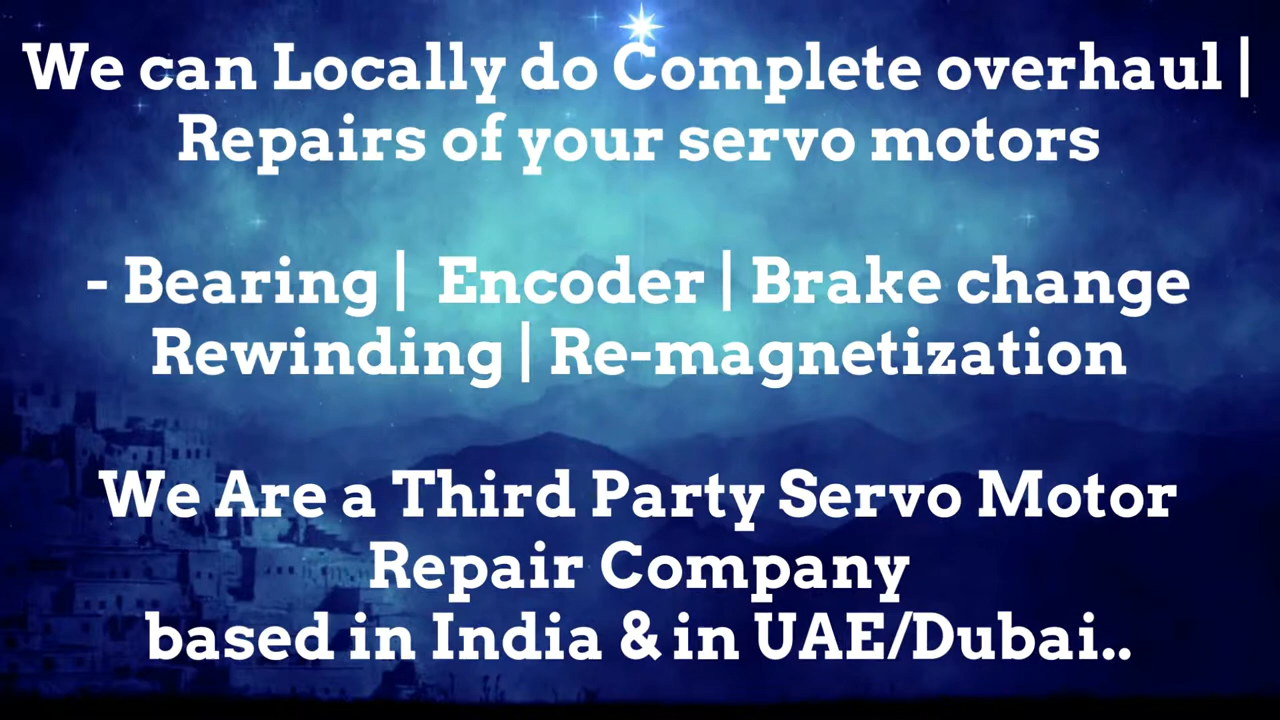 We can Locally do Complete overhaul |
Repairs of your servo motors
- Bearing | Encoder | Brake change
Rewinding | Re-magnetization
We Are a Third Party Servo Motor
Repair Company
based in India & in UAE/Dubai..